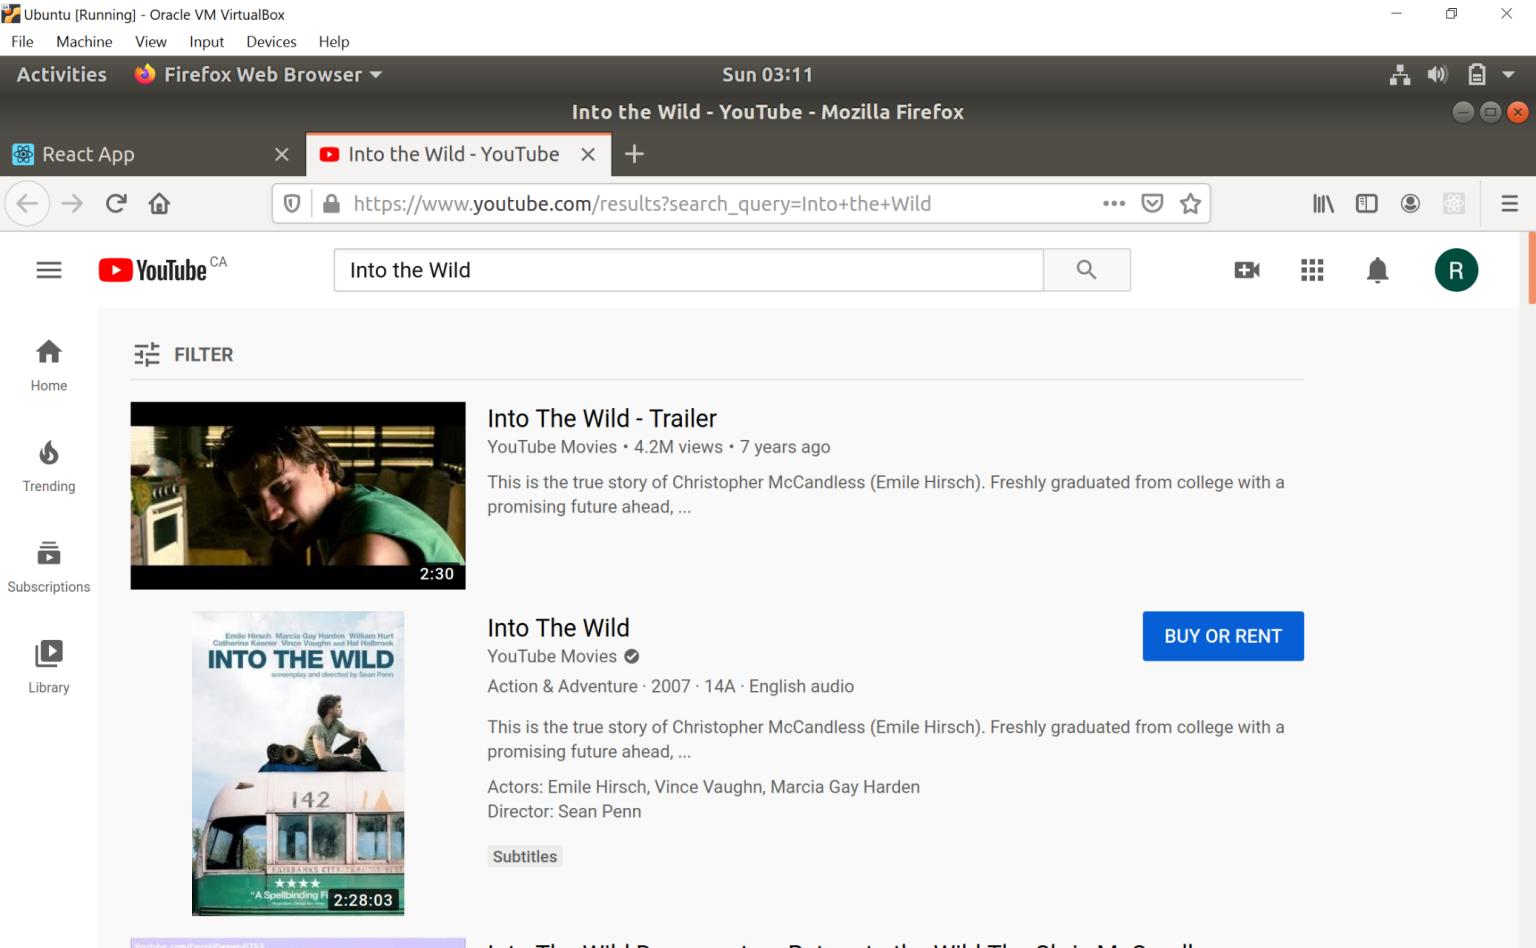 Ubuntu [Running] - Oracle VM VirtualBox
File Machine View Input Devices Help
Activities Firefox Web Browser Sun 03:11
Into the Wild - YouTube - Mozilla Firefox
React App Into the Wild - YouTube
https://www.youtube.com/results?search_query=Into+the+Wild
YouTube CA
Into the Wild
R
Home
Trending
Subscriptions
Library
FILTER
2:30
Into The Wild - Trailer
YouTube Movies • 4.2M views • 7 years ago
This is the true story of Christopher McCandless (Emile Hirsch). Freshly graduated from college with a
promising future ahead, ...
Emile Hirsch Marcia Gay Harden William Hurt
Catherine Keener Vince Vaughn and Hal Holbrook
INTO THE WILD
screenplay and directed by Sean Penn
142
FAIRBANKS CITY TRANSIT
★★★★
"A Spellbinding
2:28:03
Into The Wild
YouTube Movies
Action & Adventure · 2007 · 14A · English audio
This is the true story of Christopher McCandless (Emile Hirsch). Freshly graduated from college with a
promising future ahead, ...
Actors: Emile Hirsch, Vince Vaughn, Marcia Gay Harden
Director: Sean Penn
Subtitles
BUY OR RENT